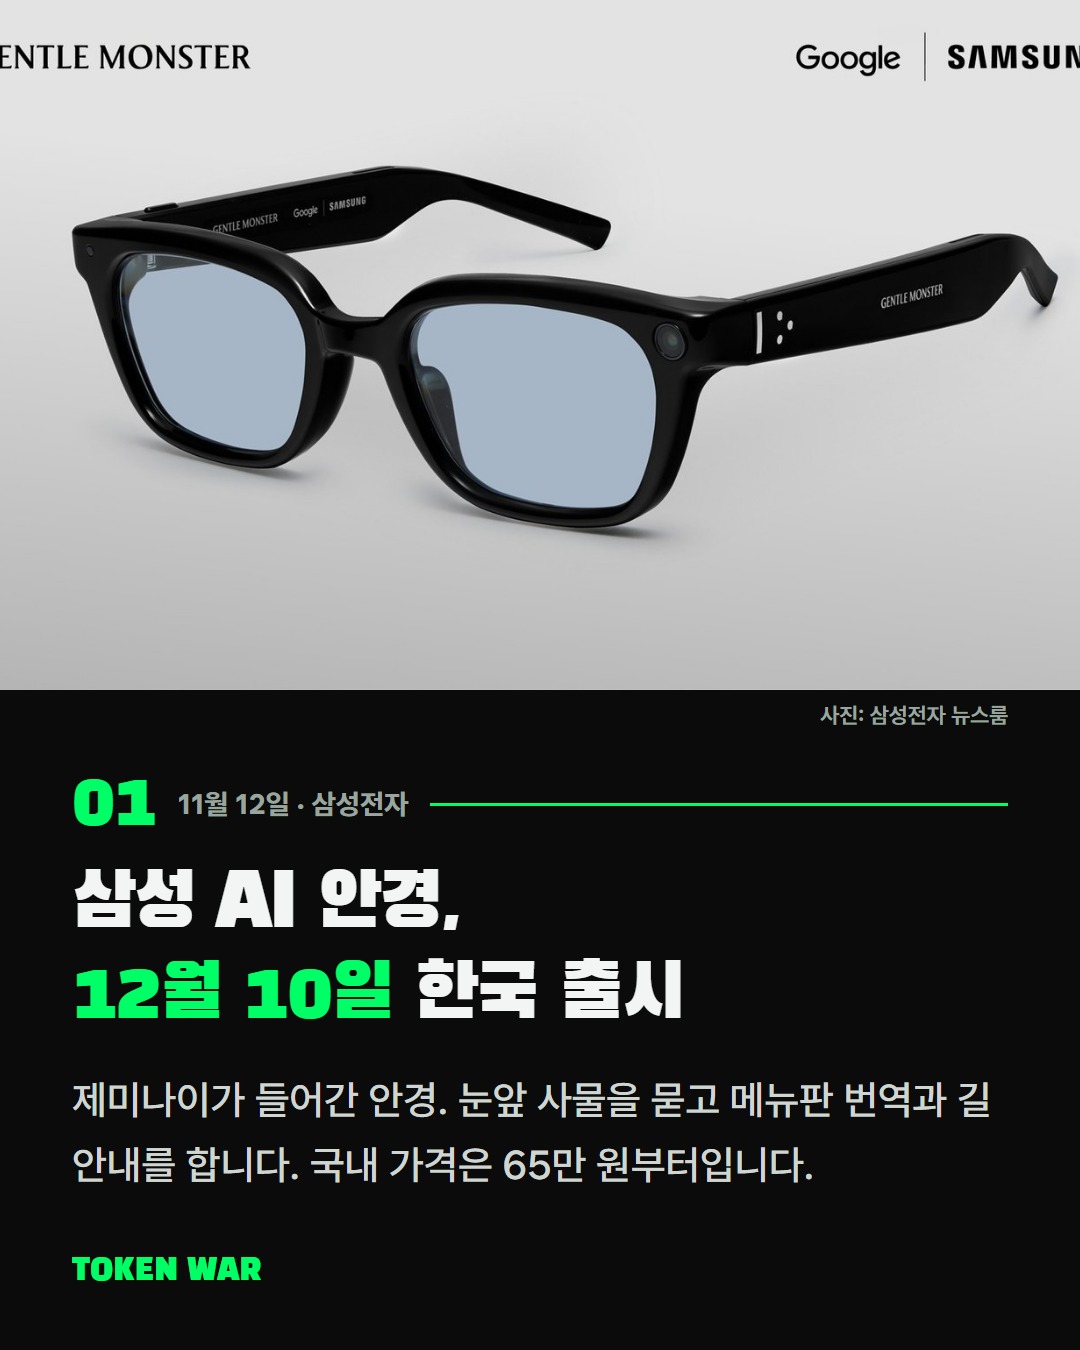 ENTLE MONSTER
Google | SAMSUN
GENTLE MONSTER Google | SAMSUNG
GENTLE MONSTER
사진: 삼성전자 뉴스룸
01 11월 12일 · 삼성전자
삼성 AI 안경,
12월 10일 한국 출시
제미나이가 들어간 안경. 눈앞 사물을 묻고 메뉴판 번역과 길
안내를 합니다. 국내 가격은 65만 원부터입니다.
TOKEN WAR